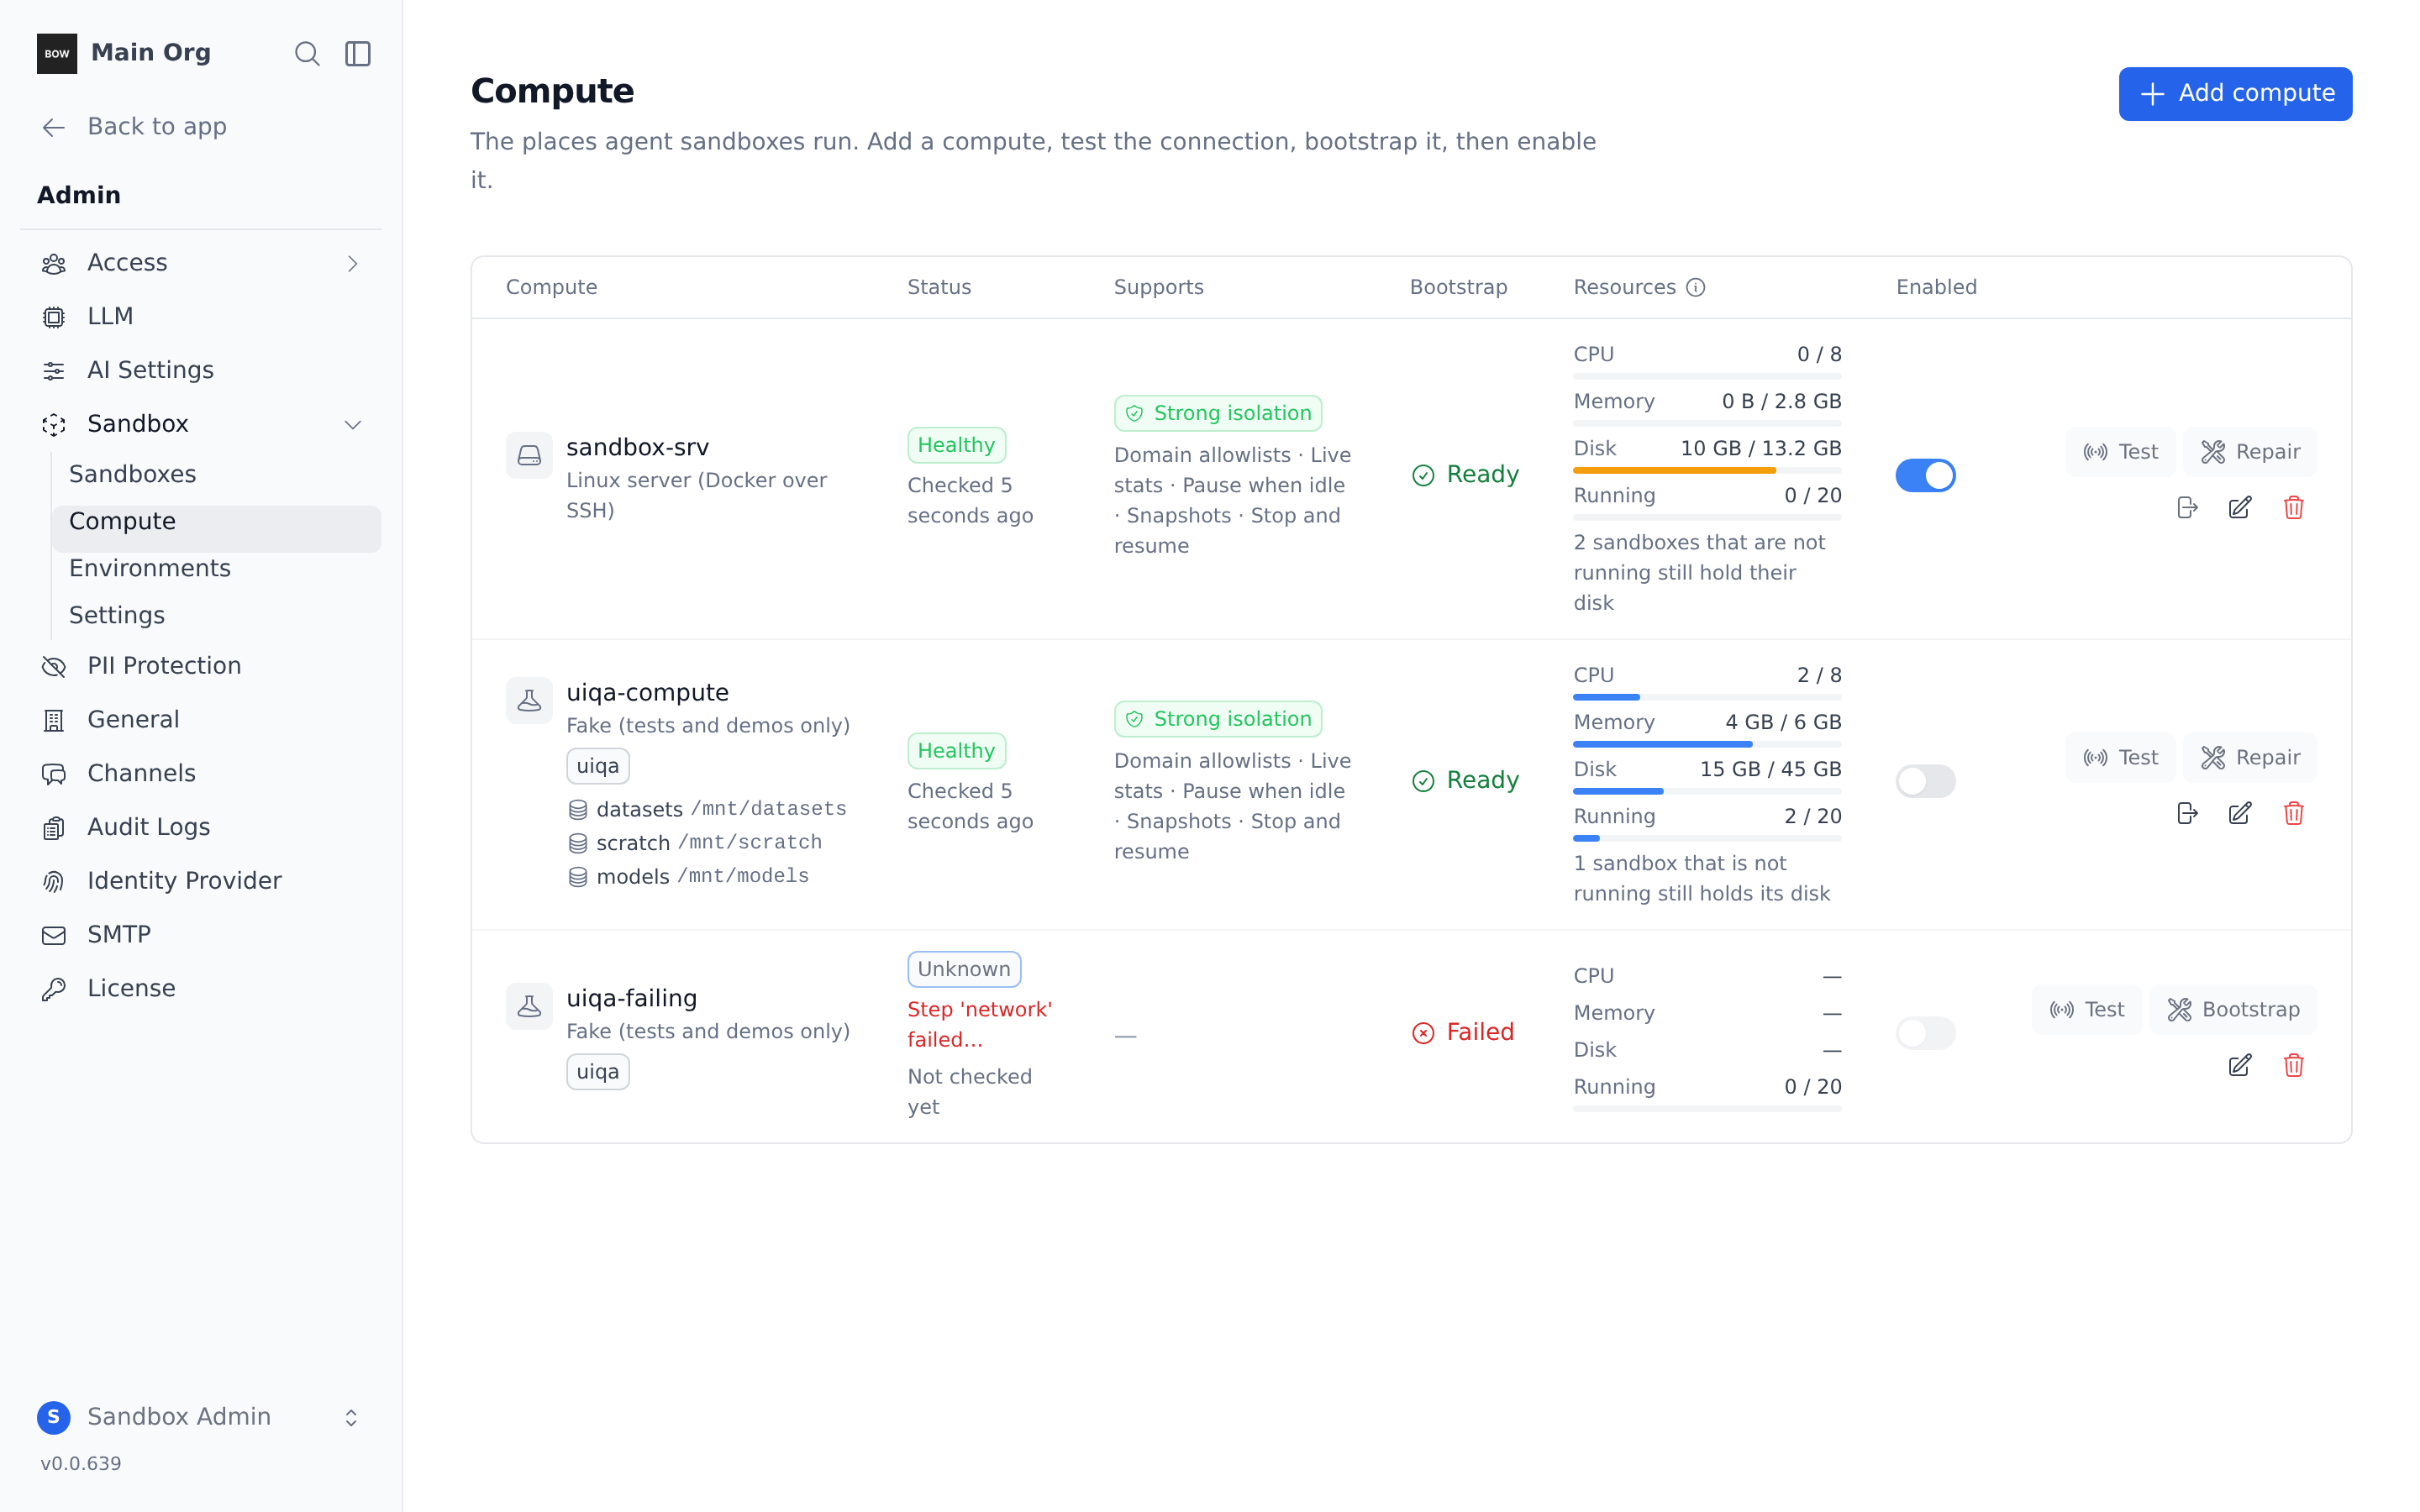 BOW Main Org
Back to app
Admin
Access
LLM
AI Settings
Sandbox
Sandboxes
Compute
Environments
Settings
PII Protection
General
Channels
Audit Logs
Identity Provider
SMTP
License
S Sandbox Admin
v0.0.639
Compute
Add compute
The places agent sandboxes run. Add a compute, test the connection, bootstrap it, then enable
it.
Compute Status Supports Bootstrap Resources Enabled
sandbox-srv
Linux server (Docker over
SSH)
Healthy
Checked 5
seconds ago
Strong isolation
Domain allowlists · Live
stats · Pause when idle
· Snapshots · Stop and
resume
Ready
CPU 0 / 8
Memory 0 B / 2.8 GB
Disk 10 GB / 13.2 GB
Running 0 / 20
2 sandboxes that are not
running still hold their
disk
Test Repair
uiqa-compute
Fake (tests and demos only)
uiqa
datasets /mnt/datasets
scratch /mnt/scratch
models /mnt/models
Healthy
Checked 5
seconds ago
Strong isolation
Domain allowlists · Live
stats · Pause when idle
· Snapshots · Stop and
resume
Ready
CPU 2 / 8
Memory 4 GB / 6 GB
Disk 15 GB / 45 GB
Running 2 / 20
1 sandbox that is not
running still holds its disk
Test Repair
uiqa-failing
Fake (tests and demos only)
uiqa
Unknown
Step 'network'
failed…
Not checked
yet
—
Failed
CPU —
Memory —
Disk —
Running 0 / 20
Test Bootstrap